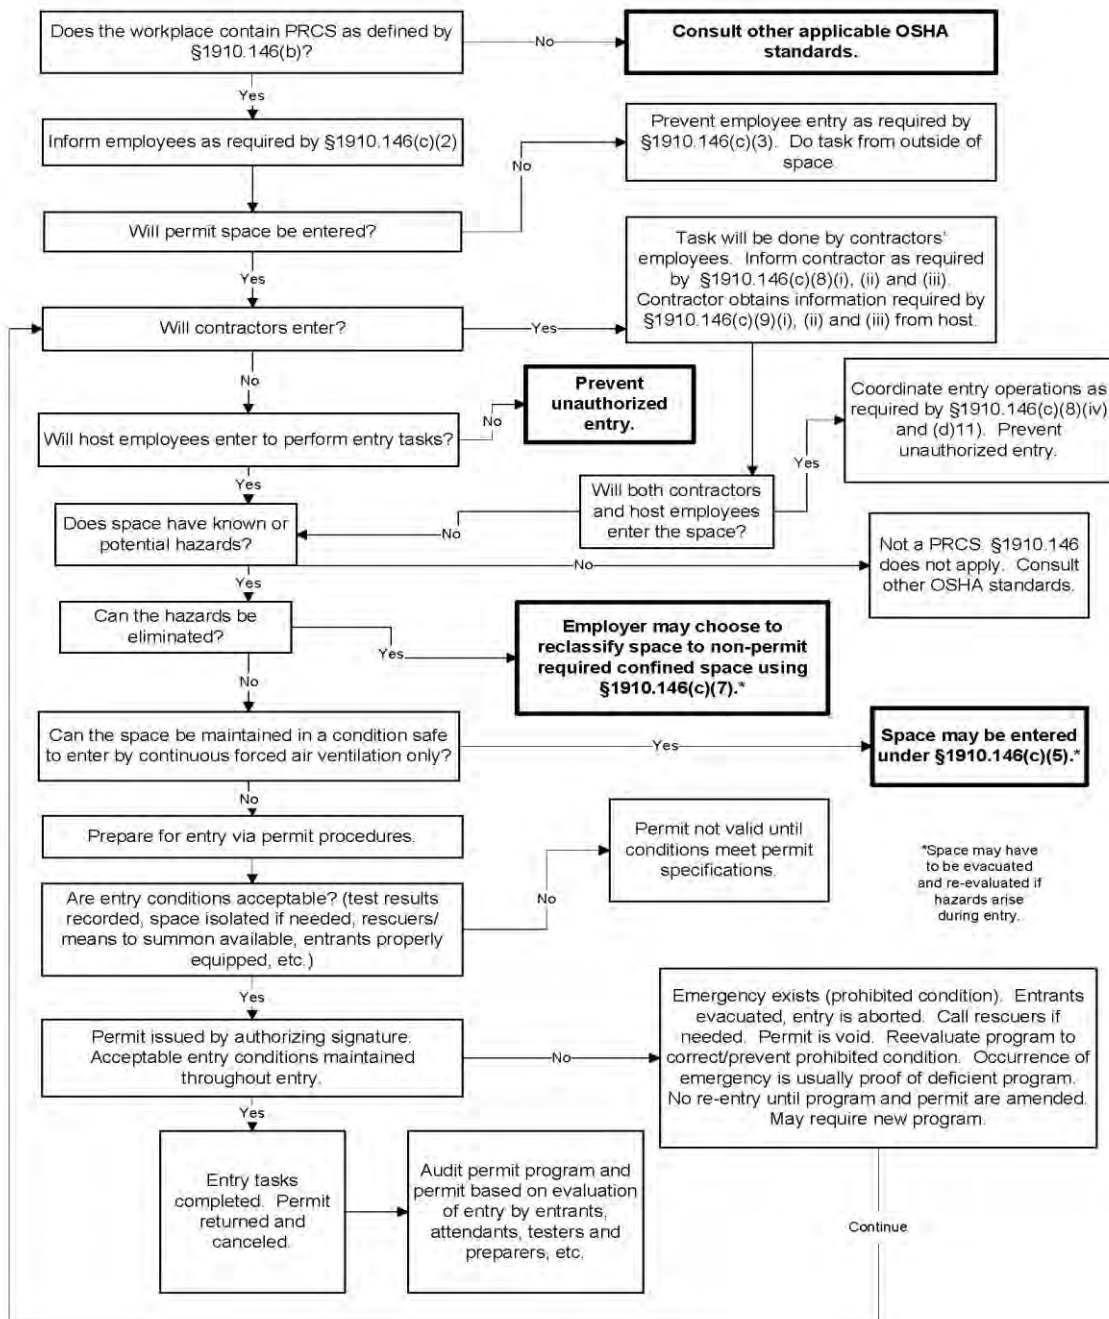 Does the workplace contain PRCS as defined by
§1910.146(b)?
No
Consult other applicable OSHA
standards.
Yes
Inform employees as required by §1910.146(c)(2)
No
Prevent employee entry as required by
§1910.146(c)(3). Do task from outside of
space.
Will permit space be entered?
Yes
Task will be done by contractors'
employees. Inform contractor as required
by §1910.146(c)(8)(i), (ii) and (iii).
Contractor obtains information required by
§1910.146(c)(9)(i), (ii) and (iii) from host.
Will contractors enter?
Yes
No
Prevent
unauthorized
entry.
Coordinate entry operations as
required by §1910.146(c)(8)(iv)
and (d)11). Prevent
unauthorized entry.
Will host employees enter to perform entry tasks?
No
Yes
Yes
Will both contractors
and host employees
enter the space?
No
Does space have known or
potential hazards?
No
Not a PRCS. §1910.146
does not apply. Consult
other OSHA standards.
Yes
Can the hazards be
eliminated?
Yes
Employer may choose to
reclassify space to non-permit
required confined space using
§1910.146(c)(7).*
No
Can the space be maintained in a condition safe
to enter by continuous forced air ventilation only?
Yes
Space may be entered
under §1910.146(c)(5).*
No
Prepare for entry via permit procedures.
Permit not valid until
conditions meet permit
specifications.
*Space may have
to be evacuated
and re-evaluated if
hazards arise
during entry.
Are entry conditions acceptable? (test results
recorded, space isolated if needed, rescuers/
means to summon available, entrants properly
equipped, etc.)
No
Yes
Permit issued by authorizing signature.
Acceptable entry conditions maintained
throughout entry.
No
Emergency exists (prohibited condition). Entrants
evacuated, entry is aborted. Call rescuers if
needed. Permit is void. Reevaluate program to
correct/prevent prohibited condition. Occurrence of
emergency is usually proof of deficient program.
No re-entry until program and permit are amended.
May require new program.
Yes
Entry tasks
completed. Permit
returned and
canceled.
Audit permit program and
permit based on evaluation
of entry by entrants,
attendants, testers and
preparers, etc.
Continue